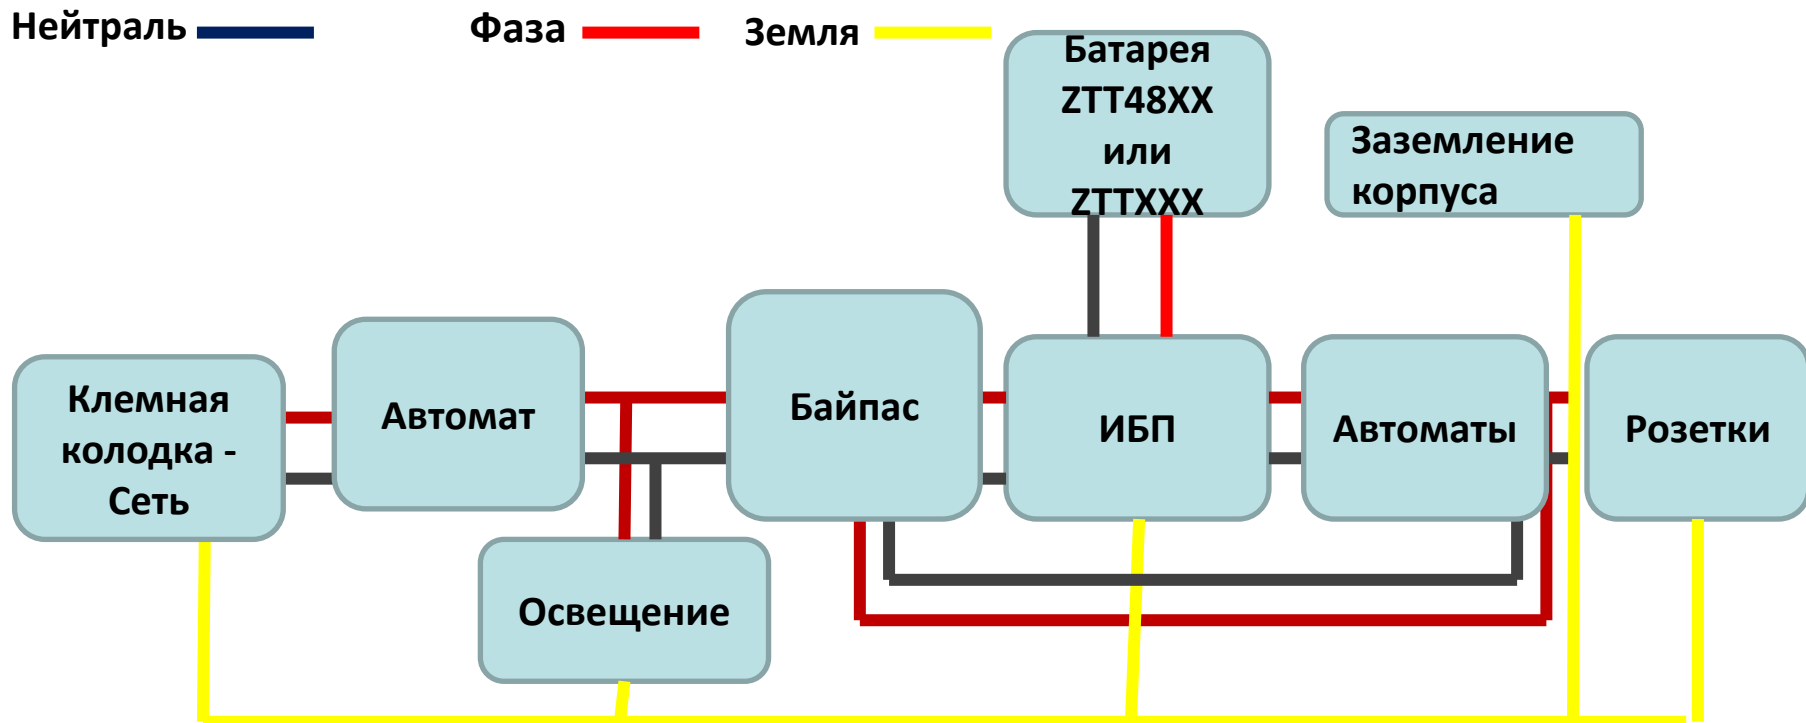 Нейтраль
Фаза
Земля
Батарея
ZTT48XX
или
ZTTXXX
Заземление
корпуса
Клемная
колодка -
Сеть
Автомат
Байпас
ИБП
Автоматы
Розетки
Освещение